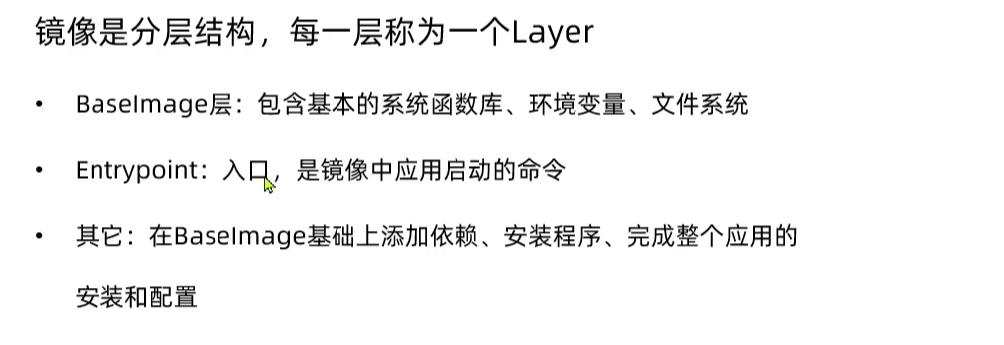 镜像是分层结构，每一层称为一个Layer
• BaseImage层：包含基本的系统函数库、环境变量、文件系统
• Entrypoint：入口，是镜像中应用启动的命令
• 其它：在BaseImage基础上添加依赖、安装程序、完成整个应用的
安装和配置